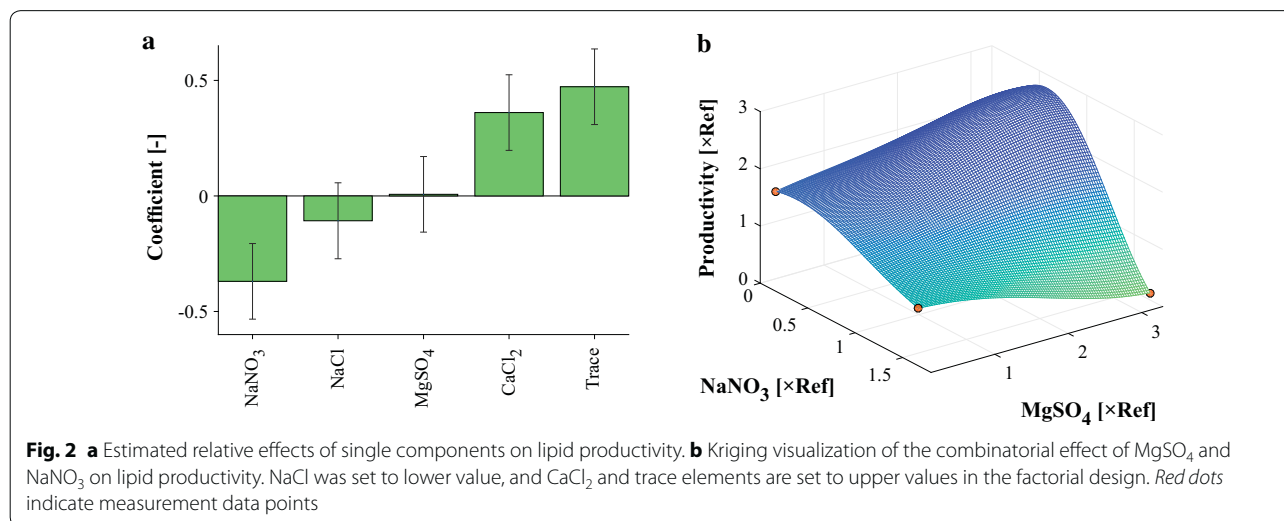 a
0.5
0
-0.5
Coefficient [-]
NaNO3
NaCl
MgSO4
CaCl2
Trace
b
3
2
1
0
Productivity [×Ref]
0
0.5
1
1.5
NaNO3 [×Ref]
1
2
3
MgSO4 [×Ref]
Fig. 2 a Estimated relative effects of single components on lipid productivity. b Kriging visualization of the combinatorial effect of MgSO4 and
NaNO3 on lipid productivity. NaCl was set to lower value, and CaCl2 and trace elements are set to upper values in the factorial design. Red dots
indicate measurement data points